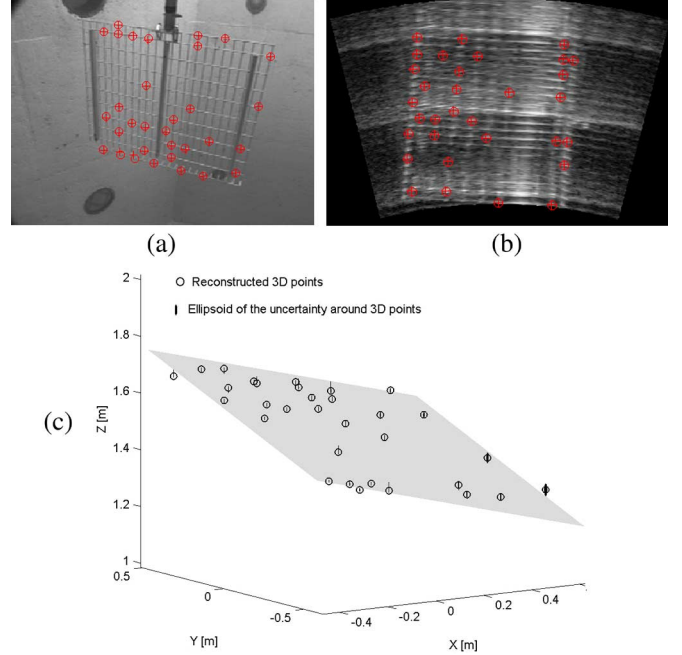 (a)
(b)
2
Reconstructed 3D points
Ellipsoid of the uncertainty around 3D points
1.8
1.6
(c)
Z [m]
1.4
1.2
1
0.5
0
-0.5
Y [m]
-0.4
-0.2
0
0.2
0.4
X [m]